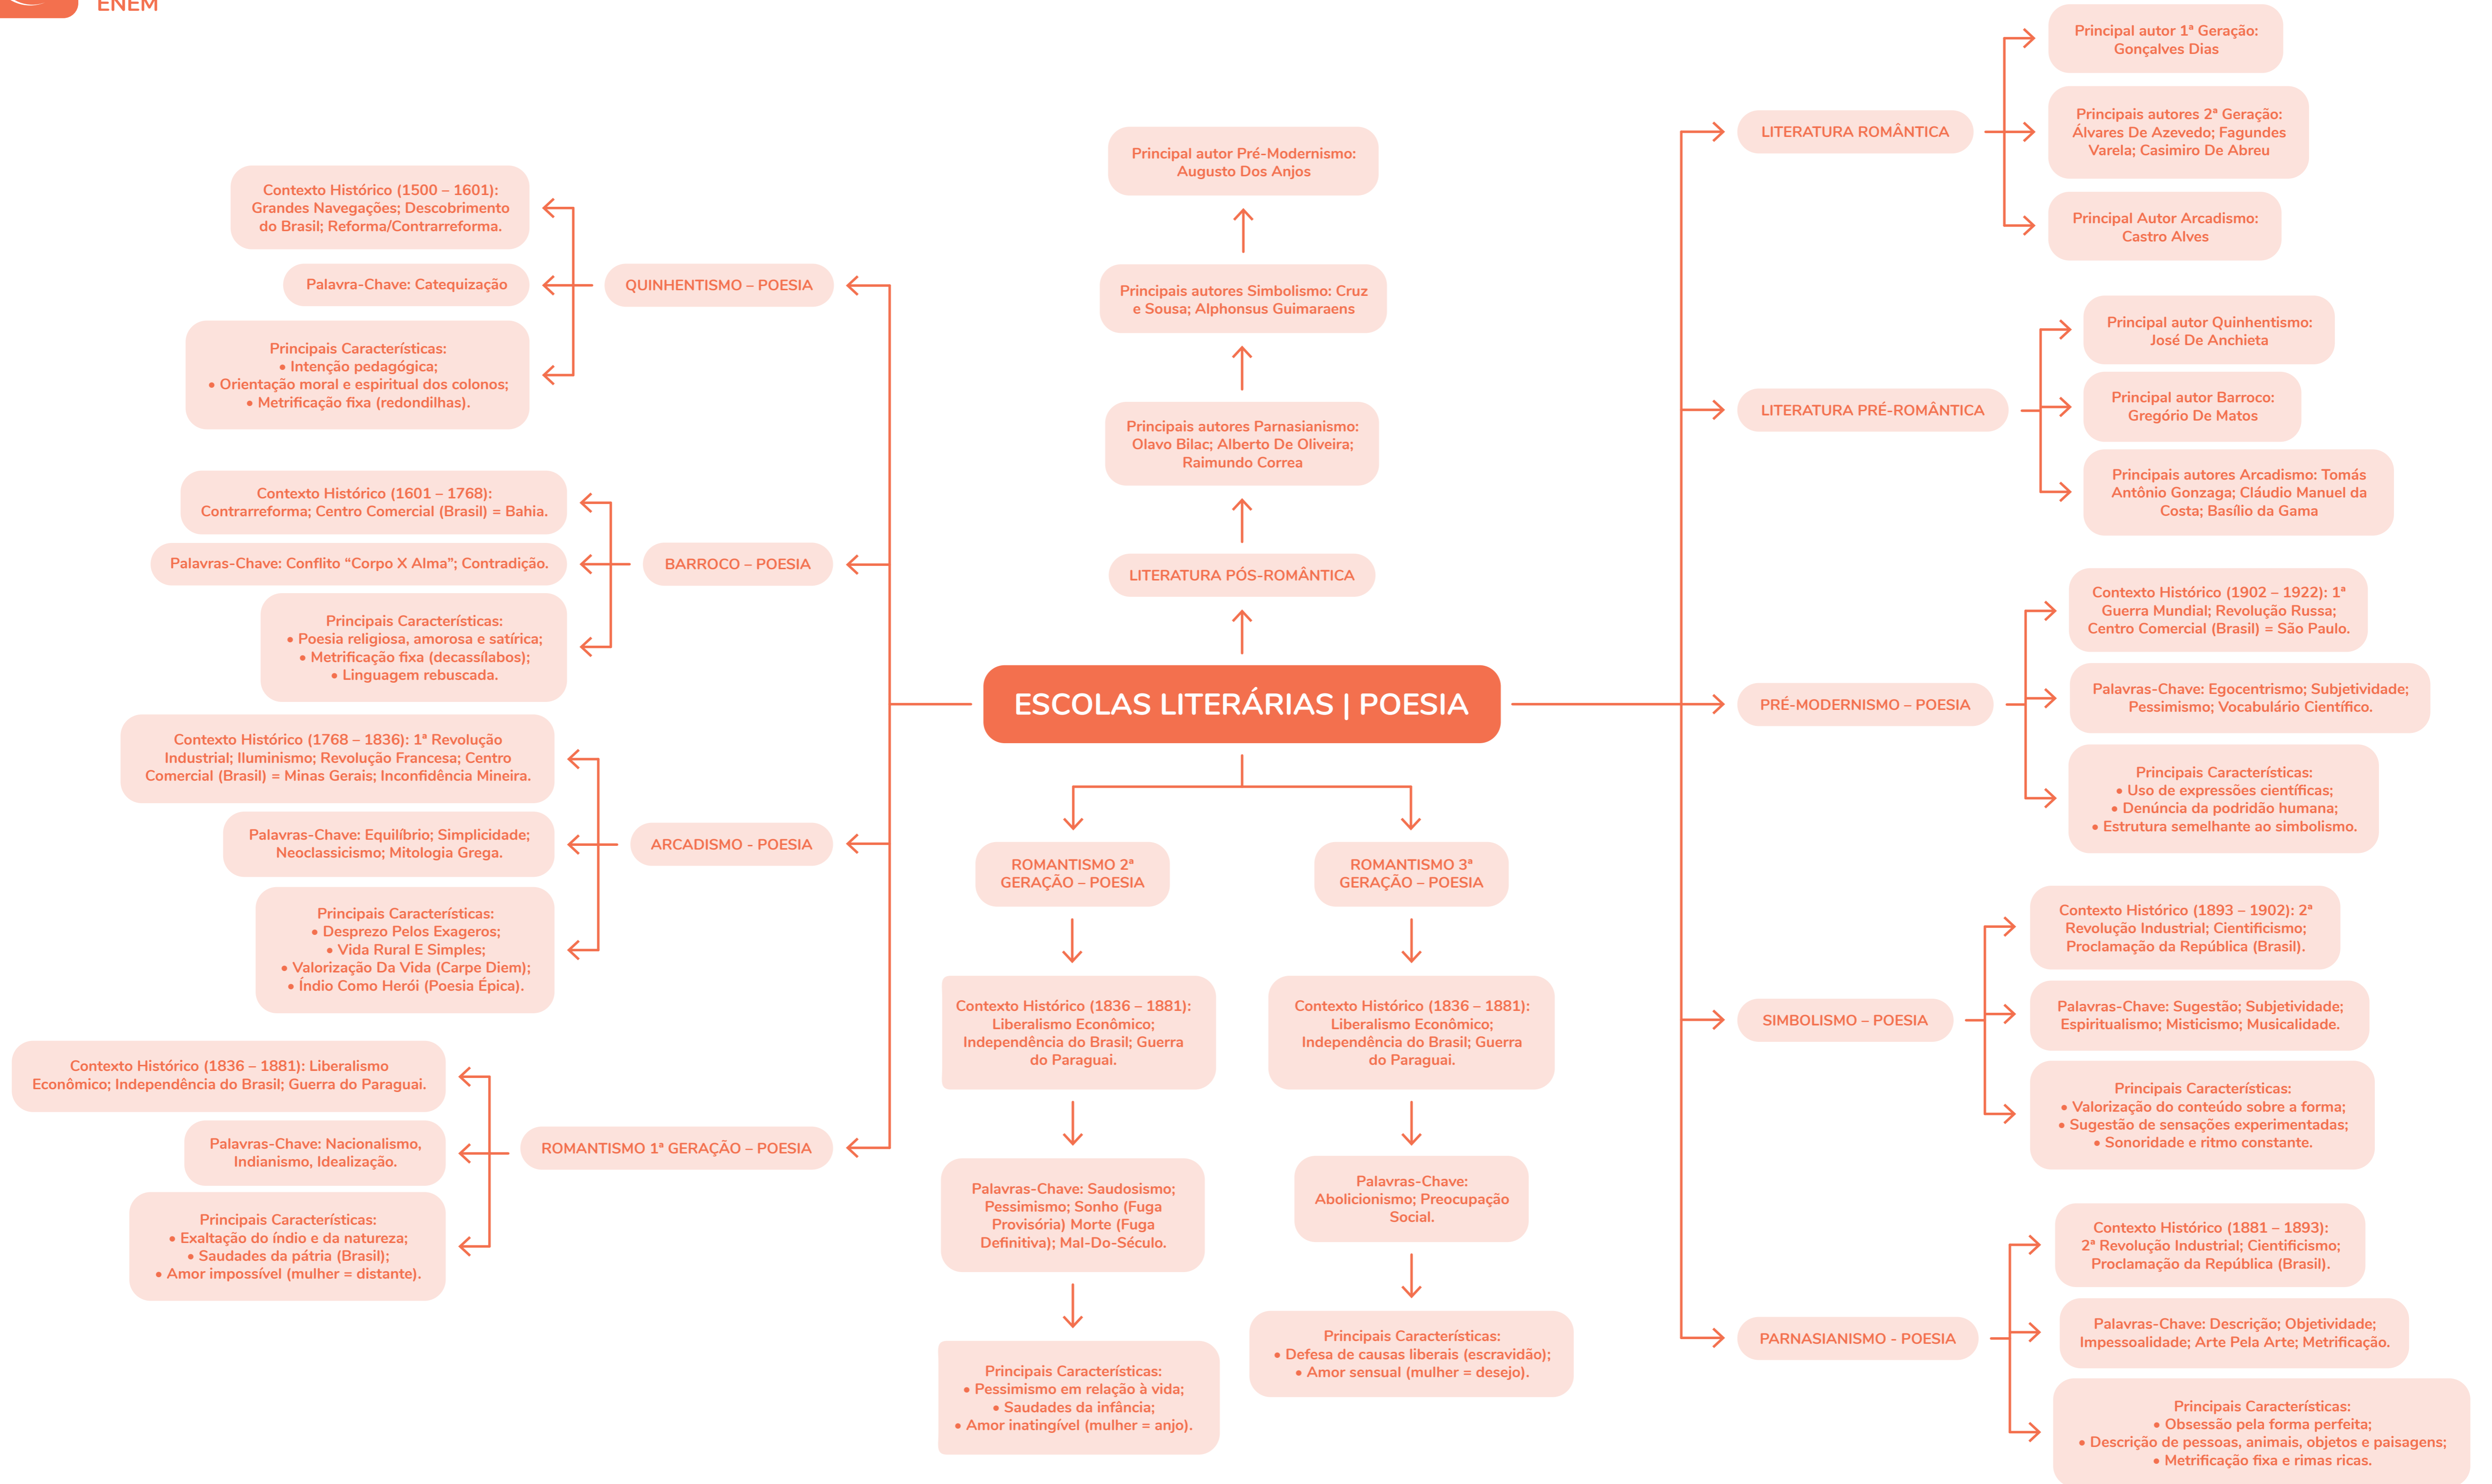 ENEM
ESCOLAS LITERÁRIAS | POESIA
QUINHENTISMO – POESIA
Contexto Histórico (1500 – 1601):
Grandes Navegações; Descobrimento
do Brasil; Reforma/Contrarreforma.
Palavra-Chave: Catequização
Principais Características:
• Intenção pedagógica;
• Orientação moral e espiritual dos colonos;
• Metrificação fixa (redondilhas).
BARROCO – POESIA
Contexto Histórico (1601 – 1768):
Contrarreforma; Centro Comercial (Brasil) = Bahia.
Palavras-Chave: Conflito “Corpo X Alma”; Contradição.
Principais Características:
• Poesia religiosa, amorosa e satírica;
• Metrificação fixa (decassílabos);
• Linguagem rebuscada.
ARCADISMO - POESIA
Contexto Histórico (1768 – 1836): 1ª Revolução
Industrial; Iluminismo; Revolução Francesa; Centro
Comercial (Brasil) = Minas Gerais; Inconfidência Mineira.
Palavras-Chave: Equilíbrio; Simplicidade;
Neoclassicismo; Mitologia Grega.
Principais Características:
• Desprezo Pelos Exageros;
• Vida Rural E Simples;
• Valorização Da Vida (Carpe Diem);
• Índio Como Herói (Poesia Épica).
ROMANTISMO 1ª GERAÇÃO – POESIA
Contexto Histórico (1836 – 1881): Liberalismo
Econômico; Independência do Brasil; Guerra do Paraguai.
Palavras-Chave: Nacionalismo,
Indianismo, Idealização.
Principais Características:
• Exaltação do índio e da natureza;
• Saudades da pátria (Brasil);
• Amor impossível (mulher = distante).
Principal autor Pré-Modernismo:
Augusto Dos Anjos
Principais autores Simbolismo: Cruz
e Sousa; Alphonsus Guimaraens
Principais autores Parnasianismo:
Olavo Bilac; Alberto De Oliveira;
Raimundo Correa
LITERATURA PÓS-ROMÂNTICA
ROMANTISMO 2ª
GERAÇÃO – POESIA
Contexto Histórico (1836 – 1881):
Liberalismo Econômico;
Independência do Brasil; Guerra
do Paraguai.
Palavras-Chave: Saudosismo;
Pessimismo; Sonho (Fuga
Provisória) Morte (Fuga
Definitiva); Mal-Do-Século.
Principais Características:
• Pessimismo em relação à vida;
• Saudades da infância;
• Amor inatingível (mulher = anjo).
ROMANTISMO 3ª
GERAÇÃO – POESIA
Contexto Histórico (1836 – 1881):
Liberalismo Econômico;
Independência do Brasil; Guerra
do Paraguai.
Palavras-Chave:
Abolicionismo; Preocupação
Social.
Principais Características:
• Defesa de causas liberais (escravidão);
• Amor sensual (mulher = desejo).
LITERATURA ROMÂNTICA
Principal autor 1ª Geração:
Gonçalves Dias
Principais autores 2ª Geração:
Álvares De Azevedo; Fagundes
Varela; Casimiro De Abreu
Principal Autor Arcadismo:
Castro Alves
LITERATURA PRÉ-ROMÂNTICA
Principal autor Quinhentismo:
José De Anchieta
Principal autor Barroco:
Gregório De Matos
Principais autores Arcadismo: Tomás
Antônio Gonzaga; Cláudio Manuel da
Costa; Basílio da Gama
PRÉ-MODERNISMO – POESIA
Contexto Histórico (1902 – 1922): 1ª
Guerra Mundial; Revolução Russa;
Centro Comercial (Brasil) = São Paulo.
Palavras-Chave: Egocentrismo; Subjetividade;
Pessimismo; Vocabulário Científico.
Principais Características:
• Uso de expressões científicas;
• Denúncia da podridão humana;
• Estrutura semelhante ao simbolismo.
SIMBOLISMO – POESIA
Contexto Histórico (1893 – 1902): 2ª
Revolução Industrial; Cientificismo;
Proclamação da República (Brasil).
Palavras-Chave: Sugestão; Subjetividade;
Espiritualismo; Misticismo; Musicalidade.
Principais Características:
• Valorização do conteúdo sobre a forma;
• Sugestão de sensações experimentadas;
• Sonoridade e ritmo constante.
PARNASIANISMO - POESIA
Contexto Histórico (1881 – 1893):
2ª Revolução Industrial; Cientificismo;
Proclamação da República (Brasil).
Palavras-Chave: Descrição; Objetividade;
Impessoalidade; Arte Pela Arte; Metrificação.
Principais Características:
• Obsessão pela forma perfeita;
• Descrição de pessoas, animais, objetos e paisagens;
• Metrificação fixa e rimas ricas.